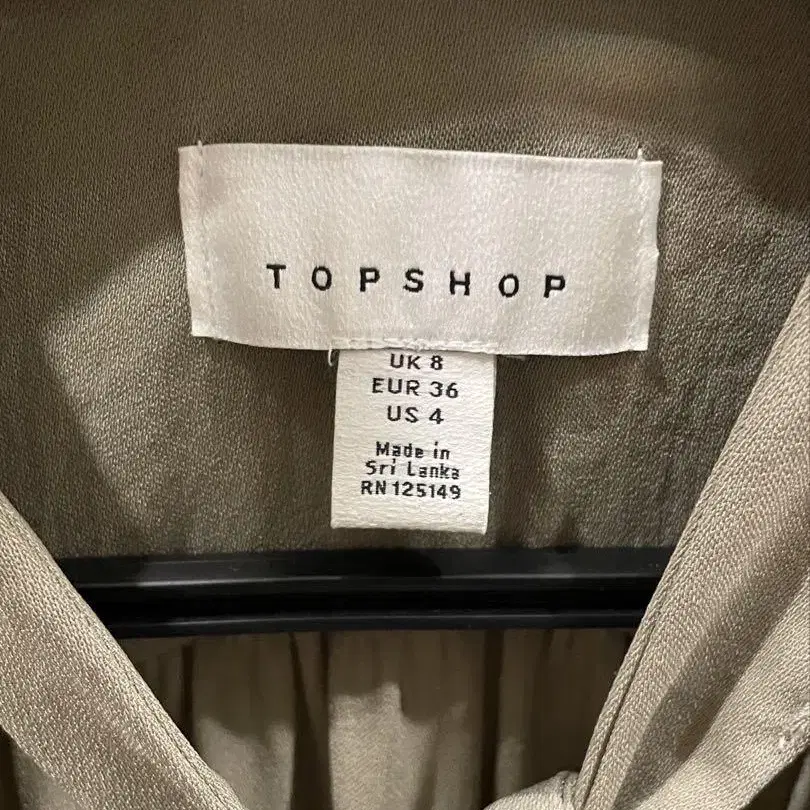 TOPSHOP
UK 8
EUR 36
US 4
Made in
Sri Lanka
RN 125149